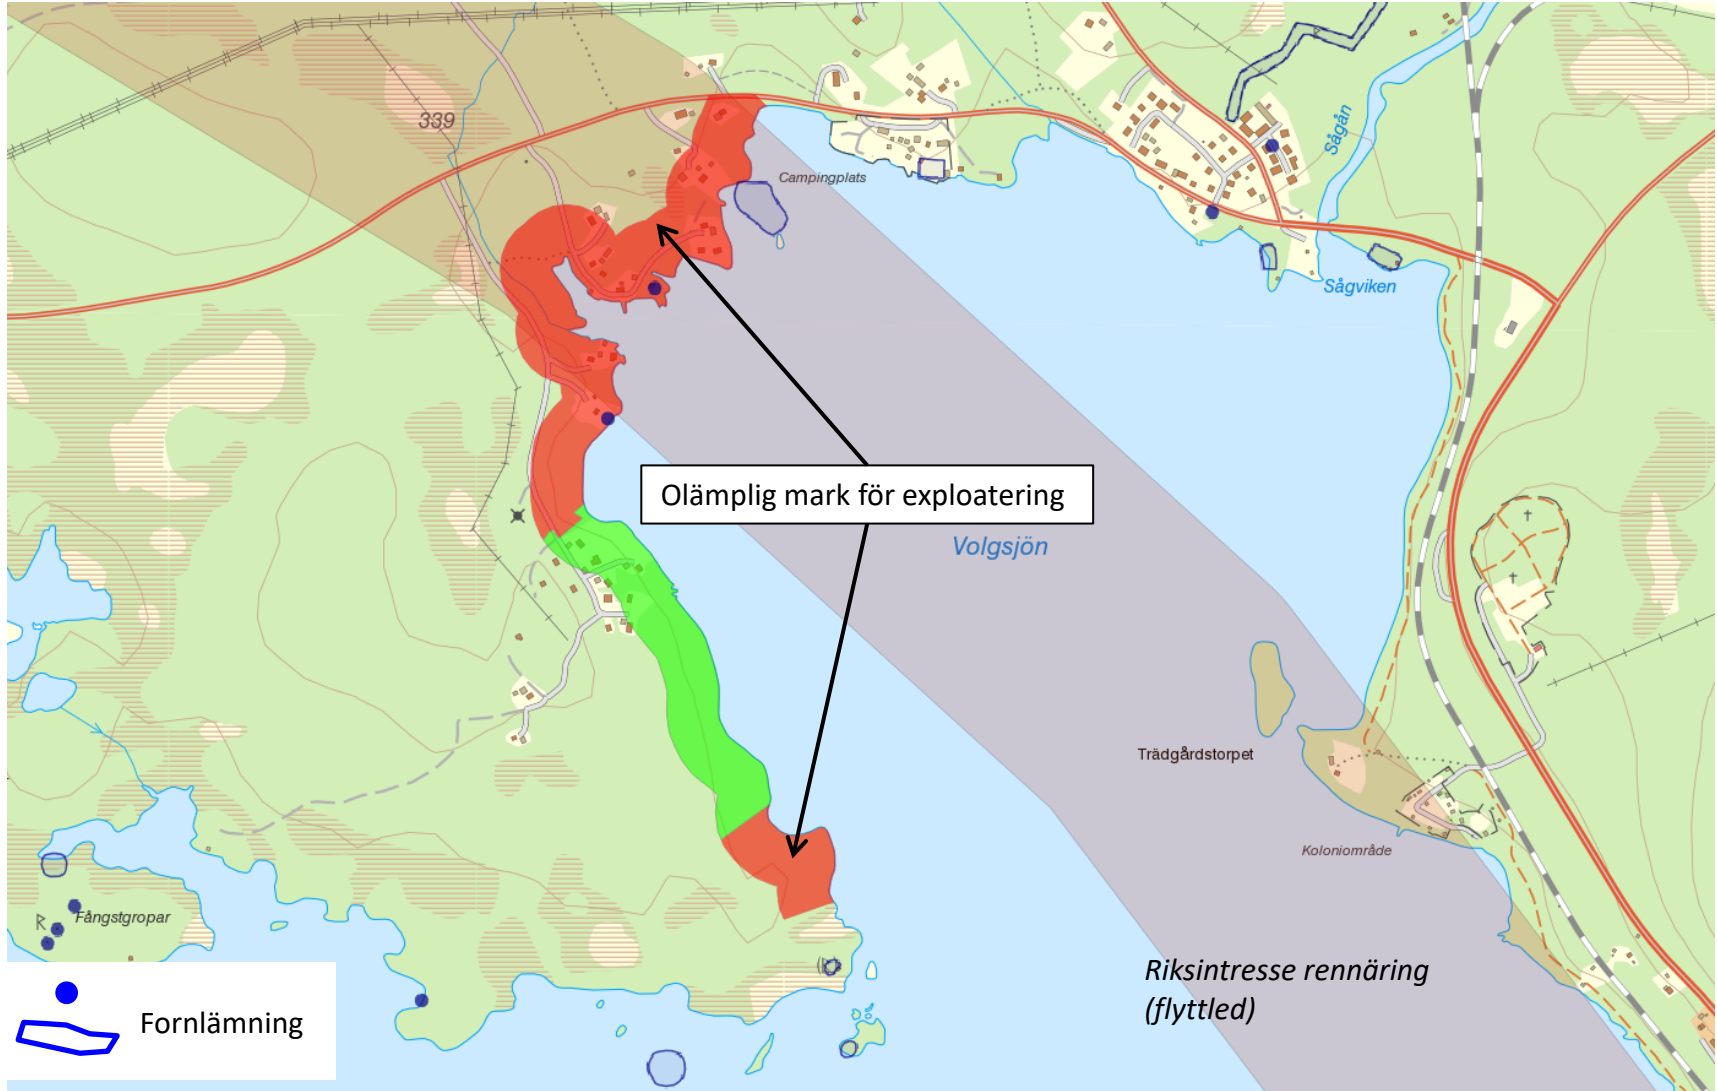 339
Campingplats
Sågån
Sågviken
Olämplig mark för exploatering
Volgsjön
Trädgårdstorpet
Koloniområde
R
Fångstgropar
R
Riksintresse rennäring
(flyttled)
Fornlämning